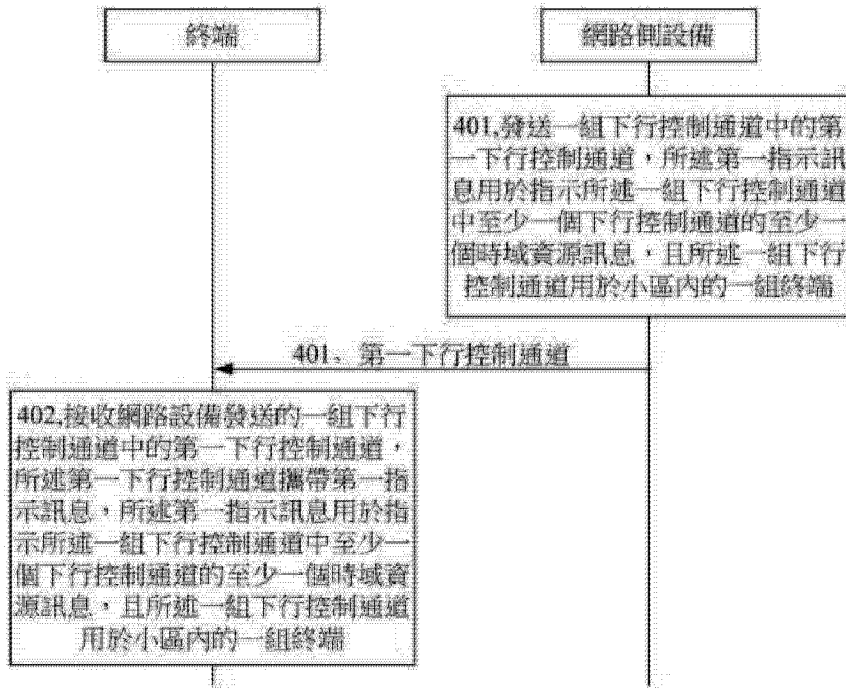 終端
網路側設備
401,發送一組下行控制通道中的第
一下行控制通道，所述第一指示訊
息用於指示所述一組下行控制通道
中至少一個下行控制通道的至少一
個時域資源訊息，且所述一組下行
控制通道用於小區內的一組終端
401、第一下行控制通道
402,接收網路設備發送的一組下行
控制通道中的第一下行控制通道，
所述第一下行控制通道攜帶第一指
示訊息，所述第一指示訊息用於指
示所述一組下行控制通道中至少一
個下行控制通道的至少一個時域資
源訊息，且所述一組下行控制通道
用於小區內的一組終端